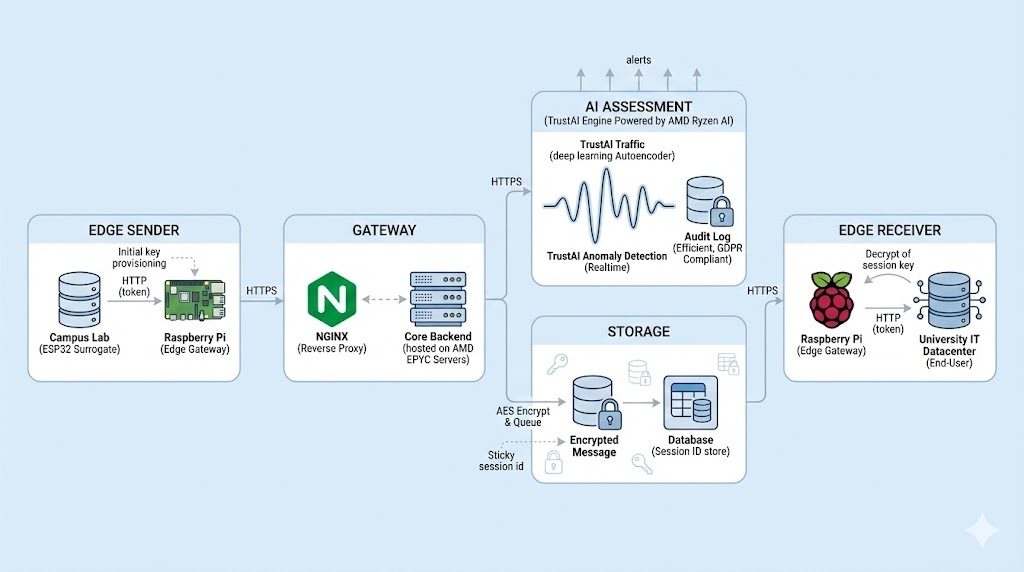 alerts
AI ASSESSMENT
(TrustAI Engine Powered by AMD Ryzen AI)
TrustAI Traffic
(deep learning Autoencoder)
HTTPS
Audit Log
(Efficient, GDPR
Compliant)
TrustAI Anomaly Detection
(Realtime)
EDGE SENDER
Initial key
provisioning
HTTP
(token)
Campus Lab
(ESP32 Surrogate)
Raspberry Pi
(Edge Gateway)
HTTPS
GATEWAY
N
NGINX
(Reverse Proxy)
Core Backend
(hosted on AMD
EPYC Servers)
STORAGE
AES Encrypt
& Queue
Sticky
session id
Encrypted
Message
Database
(Session ID store)
HTTPS
EDGE RECEIVER
Decrypt of
session key
HTTP
(token)
Raspberry Pi
(Edge Gateway)
University IT
Datacenter
(End-User)